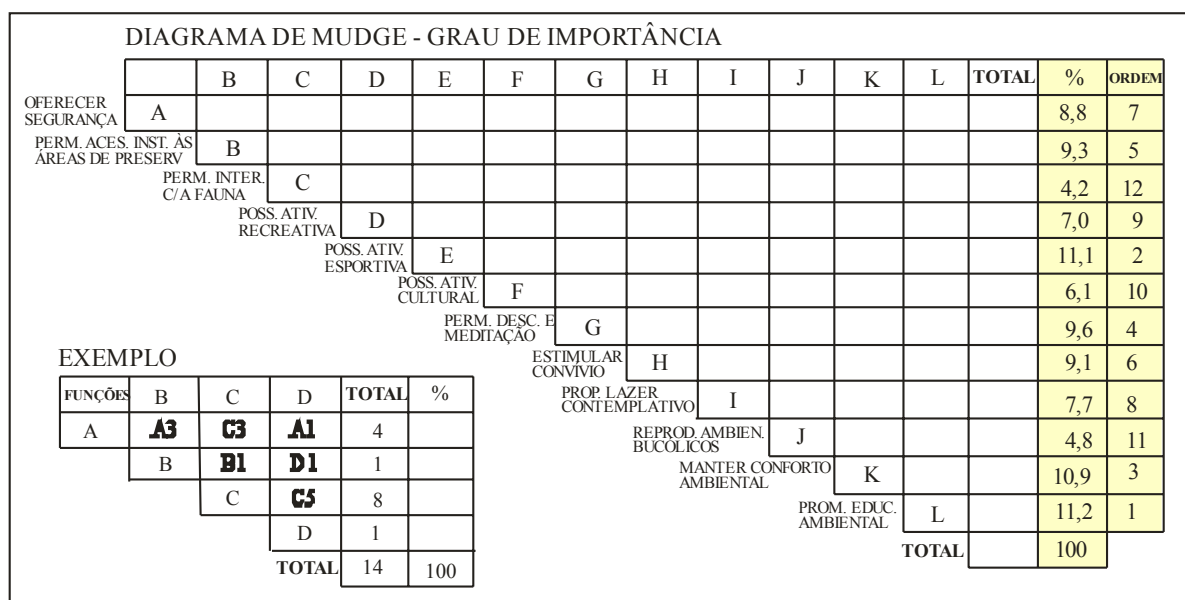 DIAGRAMA DE MUDGE - GRAU DE IMPORTÂNCIA
B C D E F G H I J K L TOTAL % ORDEM
OFERECER
SEGURANÇA A 8,8 7
PERM. ACES. INST. ÀS
ÁREAS DE PRESERV B 9,3 5
PERM. INTER.
C/A FAUNA C 4,2 12
POSS. ATIV.
RECREATIVA D 7,0 9
POSS. ATIV.
ESPORTIVA E 11,1 2
POSS. ATIV.
CULTURAL F 6,1 10
PERM. DESC. E
MEDITAÇÃO G 9,6 4
ESTIMULAR
CONVÍVIO H 9,1 6
PROP. LAZER
CONTEMPLATIVO I 7,7 8
REPROD. AMBIEN.
BUCÓLICOS J 4,8 11
MANTER CONFORTO
AMBIENTAL K 10,9 3
PROM. EDUC.
AMBIENTAL L 11,2 1
TOTAL 100
EXEMPLO
FUNÇÕES B C D TOTAL %
A A3 C3 A1 4
B B1 D1 1
C C5 8
D 1
TOTAL 14 100